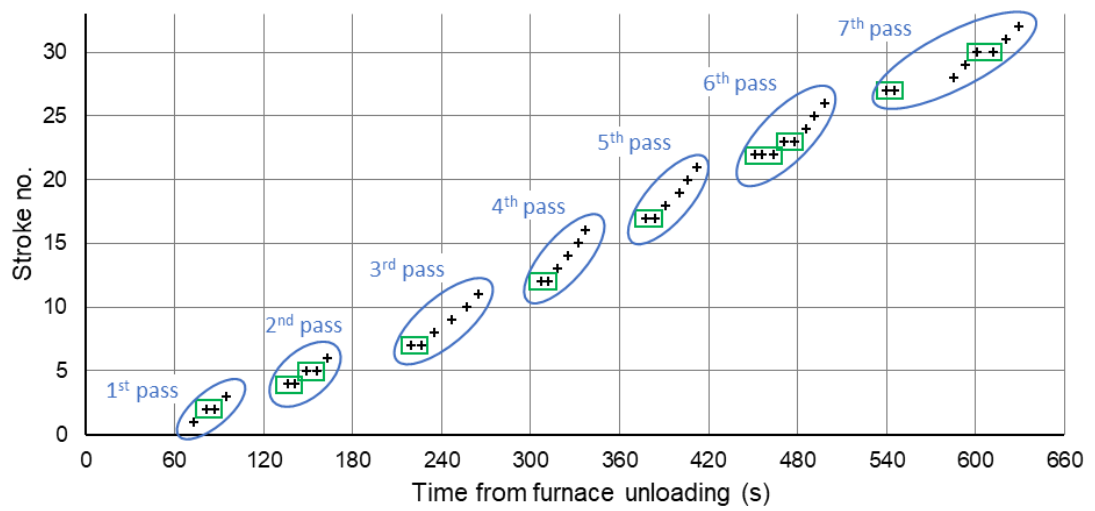 7th pass
30
6th pass
25
5th pass
20
4th pass
15
3rd pass
10
2nd pass
5
1st pass
0
Stroke no.
0 60 120 180 240 300 360 420 480 540 600 660
Time from furnace unloading (s)